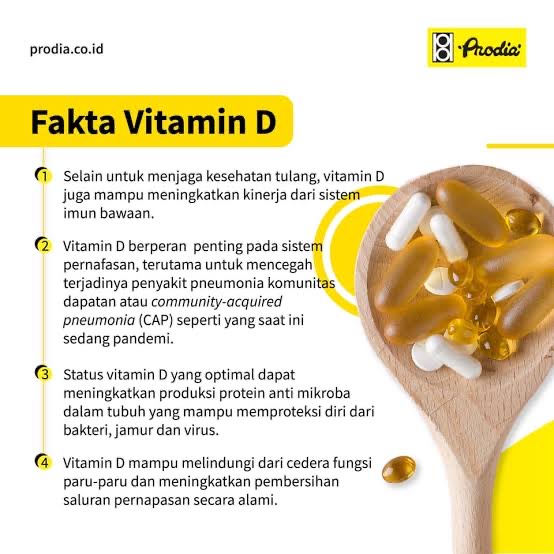 prodia.co.id
Prodia
Fakta Vitamin D
1 Selain untuk menjaga kesehatan tulang, vitamin D
juga mampu meningkatkan kinerja dari sistem
imun bawaan.
2 Vitamin D berperan penting pada sistem
pernafasan, terutama untuk mencegah
terjadinya penyakit pneumonia komunitas
dapatan atau community-acquired
pneumonia (CAP) seperti yang saat ini
sedang pandemi.
3 Status vitamin D yang optimal dapat
meningkatkan produksi protein anti mikroba
dalam tubuh yang mampu memproteksi diri dari
bakteri, jamur dan virus.
4 Vitamin D mampu melindungi dari cedera fungsi
paru-paru dan meningkatkan pembersihan
saluran pernapasan secara alami.